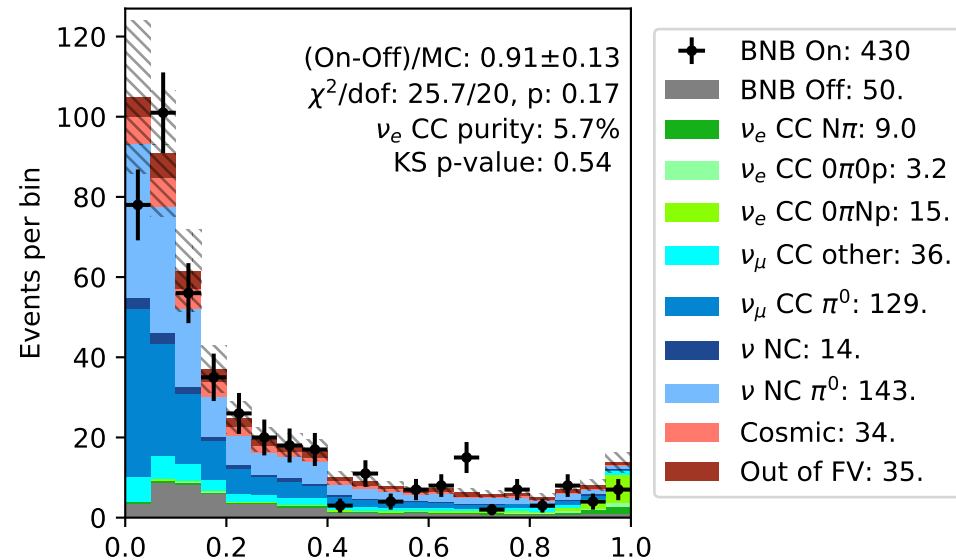 120
100
80
60
40
20
0
Events per bin
0.0
0.2
0.4
0.6
0.8
1.0
(On-Off)/MC: 0.91±0.13
χ²/dof: 25.7/20, p: 0.17
νₑ CC purity: 5.7%
KS p-value: 0.54
BNB On: 430
BNB Off: 50.
νₑ CC Nπ: 9.0
νₑ CC 0π0p: 3.2
νₑ CC 0πNp: 15.
ν_μ CC other: 36.
ν_μ CC π⁰: 129.
ν NC: 14.
ν NC π⁰: 143.
Cosmic: 34.
Out of FV: 35.